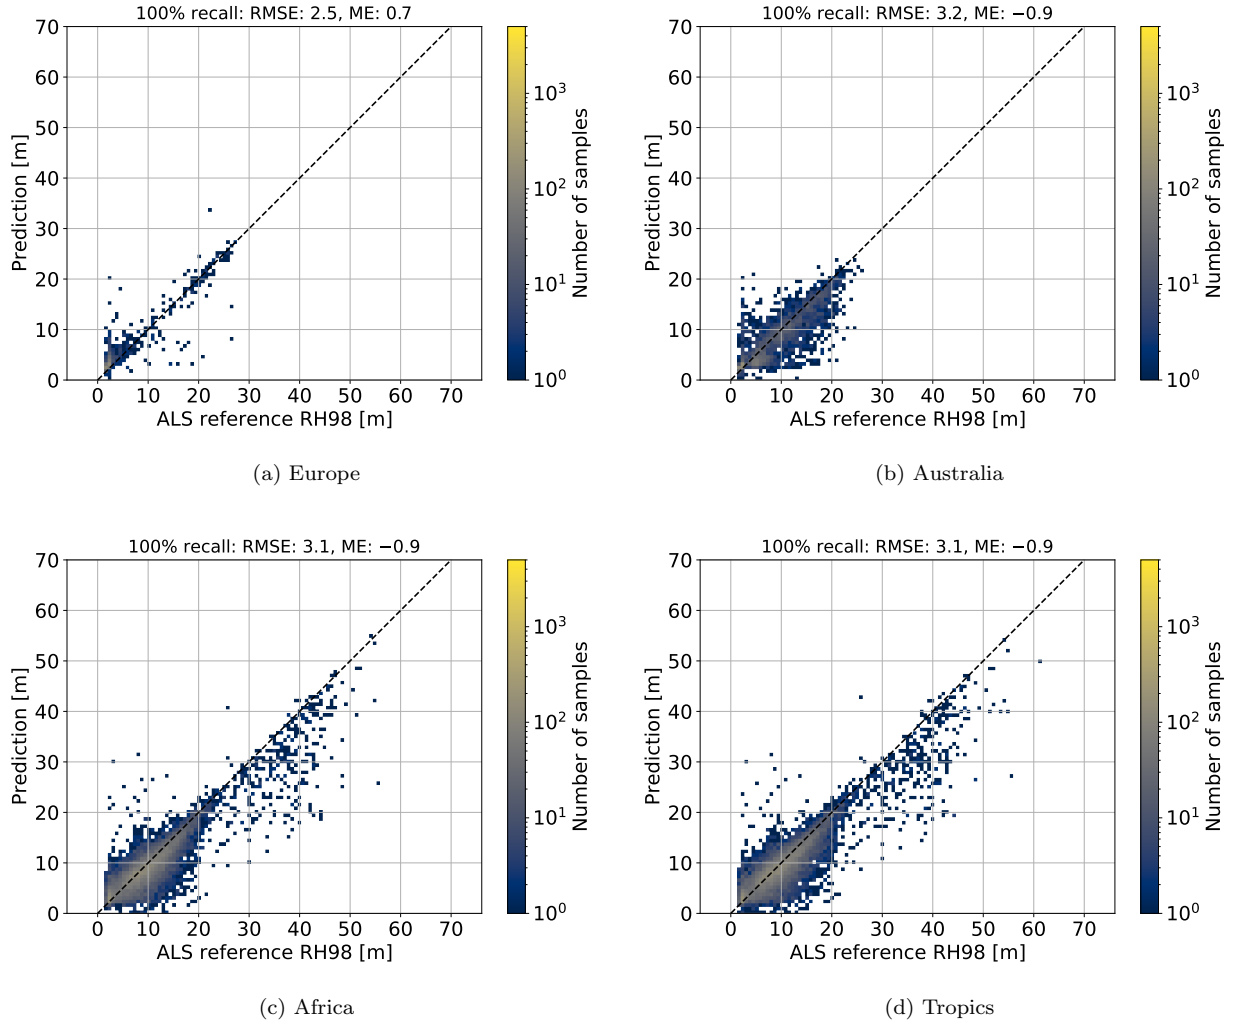 100% recall: RMSE: 2.5, ME: 0.7
70
60
50
40
30
20
10
0
Prediction [m]
0 10 20 30 40 50 60 70
ALS reference RH98 [m]
10³
10²
10¹
10⁰
Number of samples
(a) Europe
100% recall: RMSE: 3.2, ME: −0.9
70
60
50
40
30
20
10
0
Prediction [m]
0 10 20 30 40 50 60 70
ALS reference RH98 [m]
10³
10²
10¹
10⁰
Number of samples
(b) Australia
100% recall: RMSE: 3.1, ME: −0.9
70
60
50
40
30
20
10
0
Prediction [m]
0 10 20 30 40 50 60 70
ALS reference RH98 [m]
10³
10²
10¹
10⁰
Number of samples
(c) Africa
100% recall: RMSE: 3.1, ME: −0.9
70
60
50
40
30
20
10
0
Prediction [m]
0 10 20 30 40 50 60 70
ALS reference RH98 [m]
10³
10²
10¹
10⁰
Number of samples
(d) Tropics